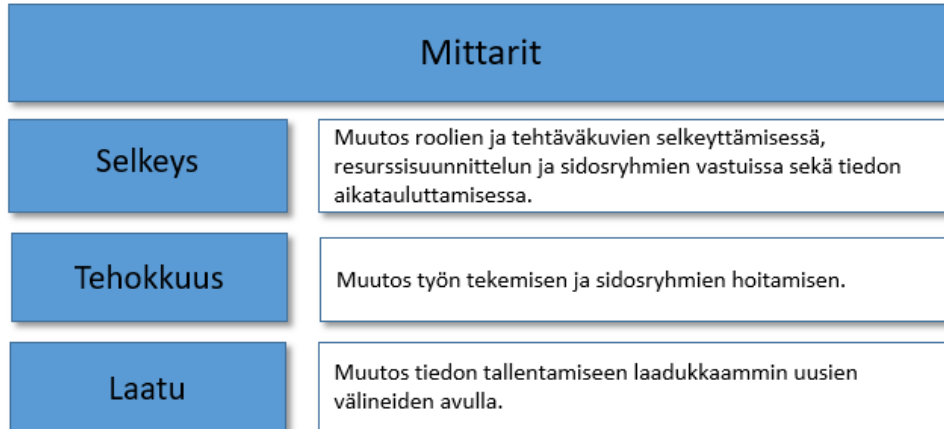 Mittarit
Selkeys
Muutos roolien ja tehtäväkuvien selkeyttämisessä,
resurssisuunnittelun ja sidosryhmien vastuissa sekä tiedon
aikatauluttamisessa.
Tehokkuus
Muutos työn tekemisen ja sidosryhmien hoitamisen.
Laatu
Muutos tiedon tallentamiseen laadukkaammin uusien
välineiden avulla.